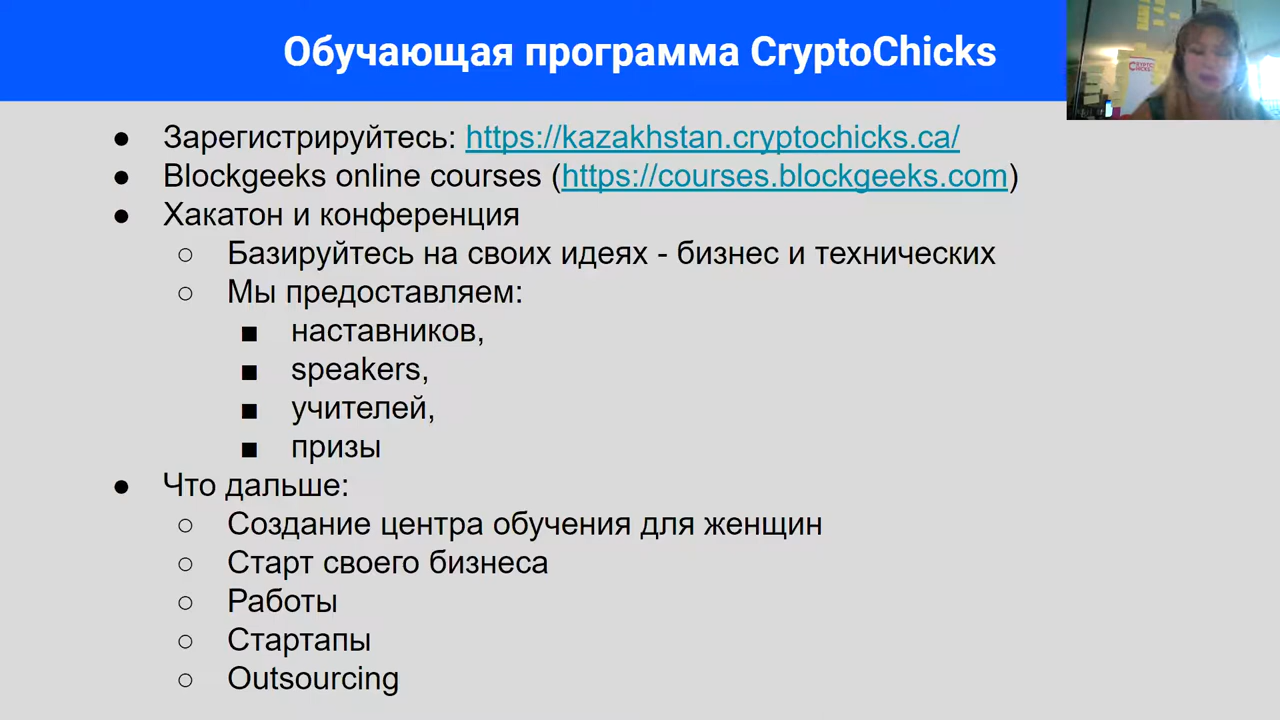 Обучающая программа CryptoChicks
CRYPTO
CHICKS
● Зарегистрируйтесь: https://kazakhstan.cryptochicks.ca/
● Blockgeeks online courses (https://courses.blockgeeks.com)
● Хакатон и конференция
○ Базируйтесь на своих идеях - бизнес и технических
○ Мы предоставляем:
■ наставников,
■ speakers,
■ учителей,
■ призы
● Что дальше:
○ Создание центра обучения для женщин
○ Старт своего бизнеса
○ Работы
○ Стартапы
○ Outsourcing